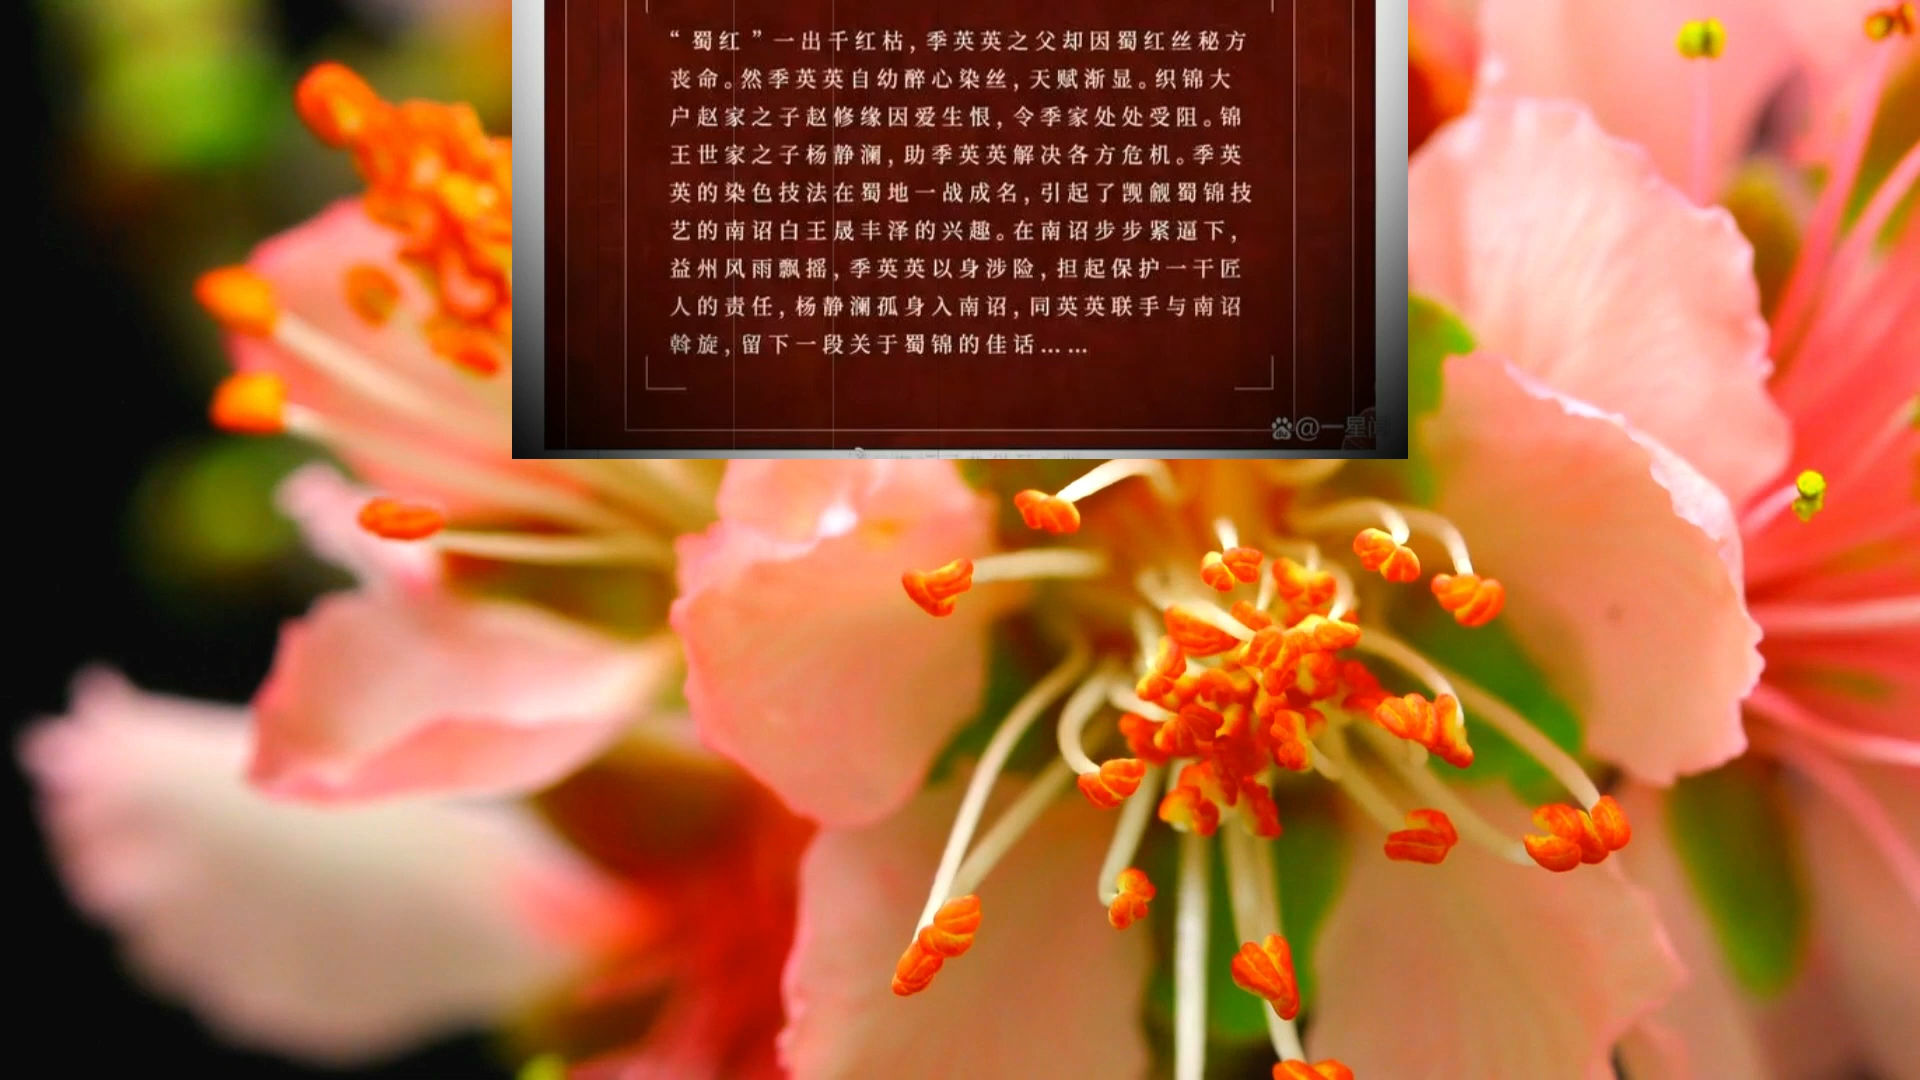 “蜀红”一出千红枯,季英英之父却因蜀红丝秘方
丧命。然季英英自幼醉心染丝,天赋渐显。织锦大
户赵家之子赵修缘因爱生恨,令季家处处受阻。锦
王世家之子杨静澜,助季英英解决各方危机。季英
英的染色技法在蜀地一战成名,引起了觊觎蜀锦技
艺的南诏白王晟丰泽的兴趣。在南诏步步紧逼下,
益州风雨飘摇,季英英以身涉险,担起保护一干匠
人的责任,杨静澜孤身入南诏,同英英联手与南诏
斡旋,留下一段关于蜀锦的佳话……
@一星